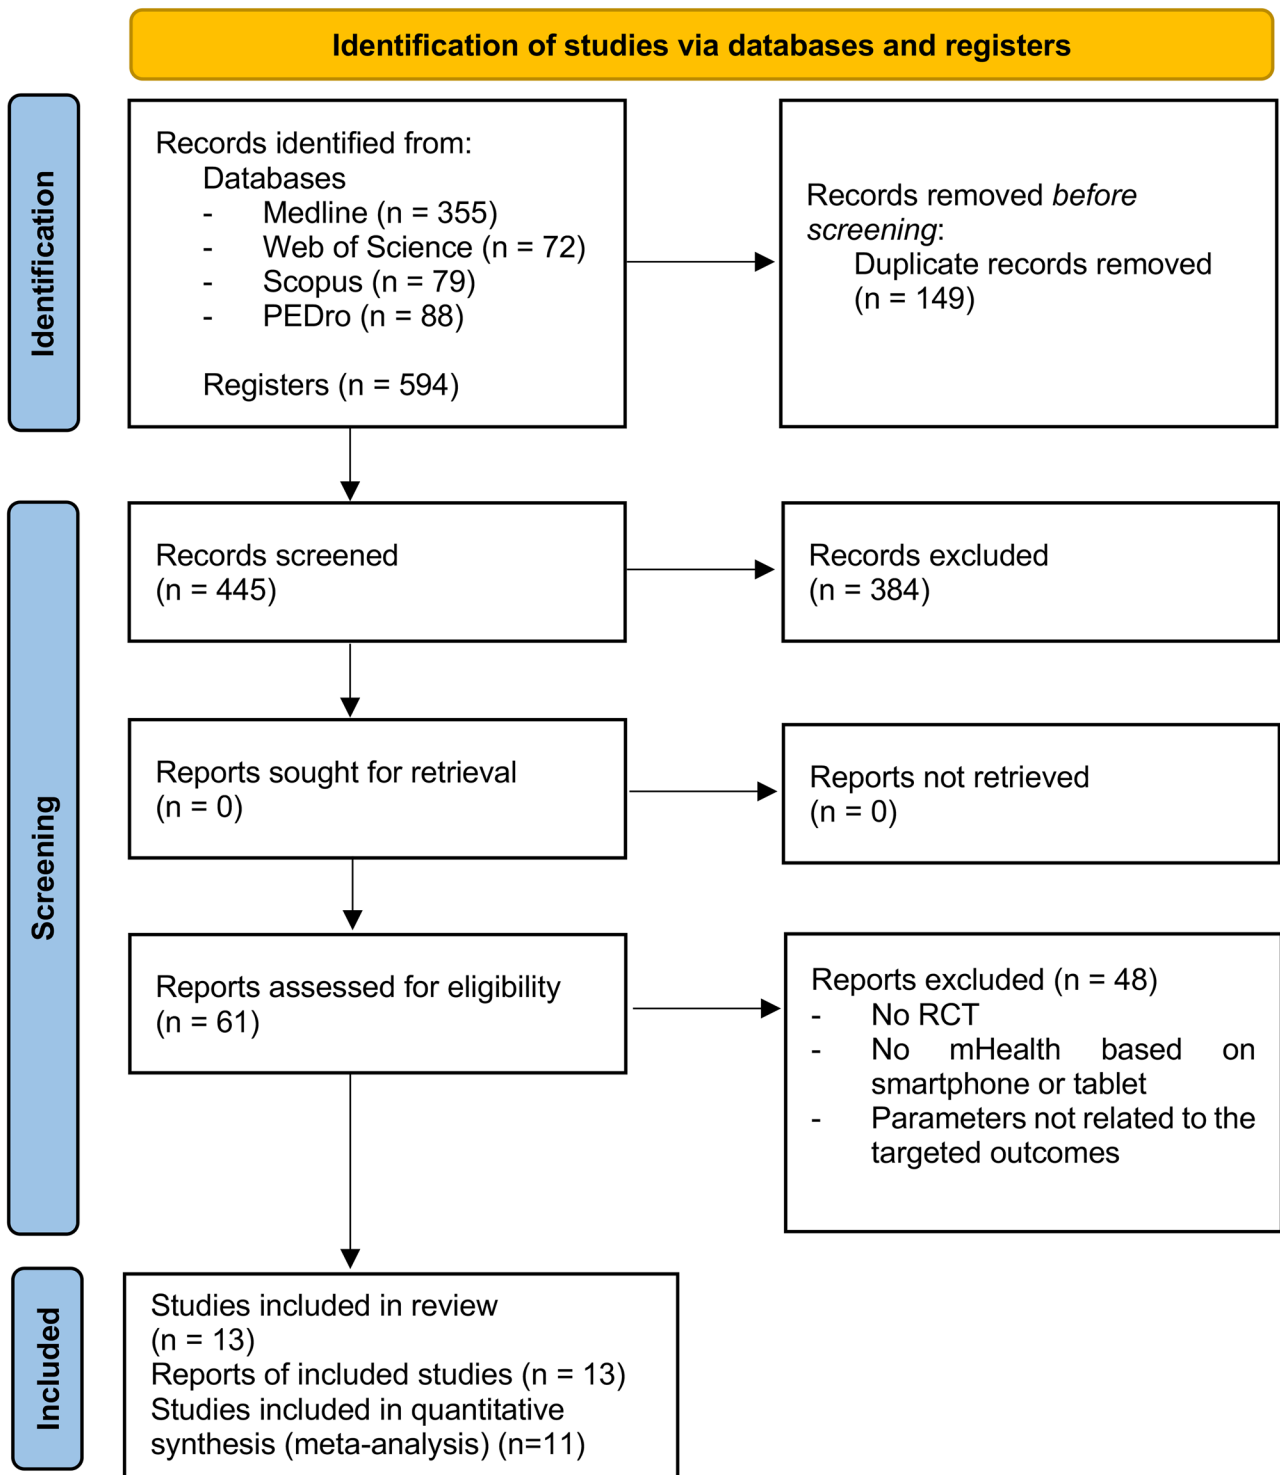 Identification of studies via databases and registers
Identification
Records identified from:
Databases
- Medline (n = 355)
- Web of Science (n = 72)
- Scopus (n = 79)
- PEDro (n = 88)
Registers (n = 594)
Records removed before
screening:
Duplicate records removed
(n = 149)
Screening
Records screened
(n = 445)
Records excluded
(n = 384)
Reports sought for retrieval
(n = 0)
Reports not retrieved
(n = 0)
Reports assessed for eligibility
(n = 61)
Reports excluded (n = 48)
- No RCT
- No mHealth based on
smartphone or tablet
- Parameters not related to the
targeted outcomes
Included
Studies included in review
(n = 13)
Reports of included studies (n = 13)
Studies included in quantitative
synthesis (meta-analysis) (n=11)